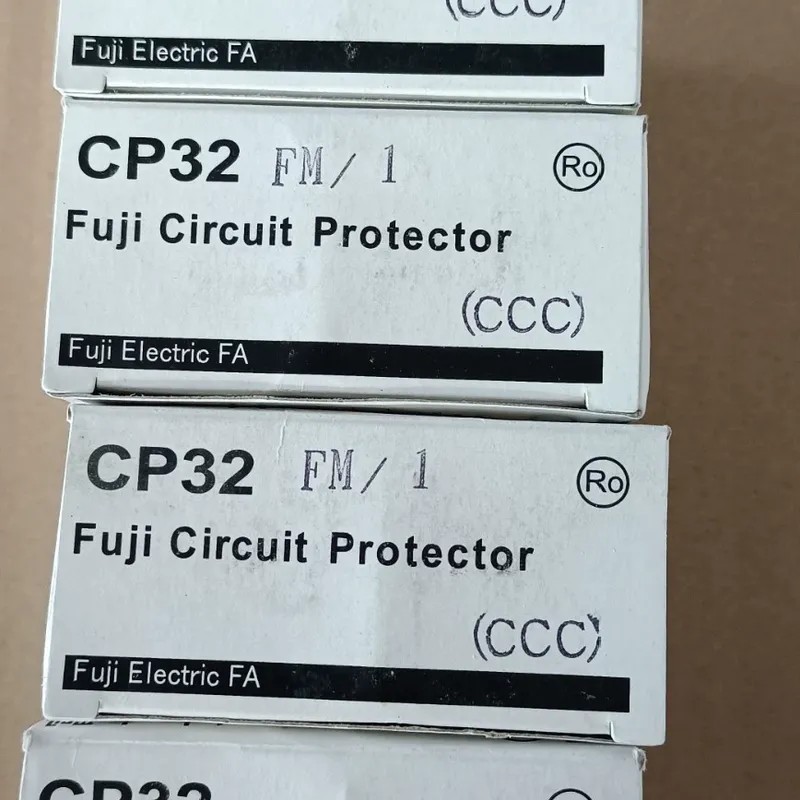 (CCC)
Fuji Electric FA
CP32 FM/1 Ro
Fuji Circuit Protector
(CCC)
Fuji Electric FA
CP32 FM/1 Ro
Fuji Circuit Protector
(CCC)
Fuji Electric FA
CP32